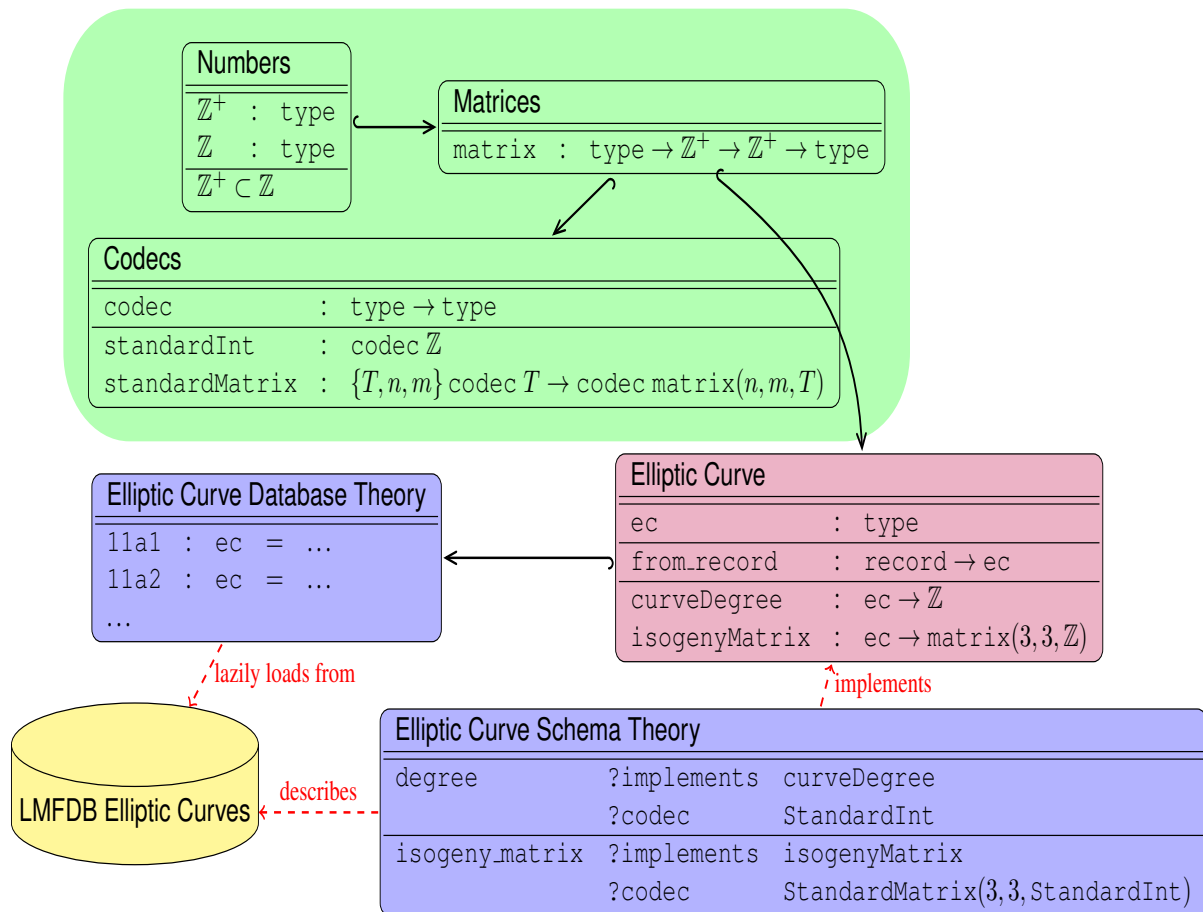 Numbers
ℤ⁺ : type
ℤ : type
ℤ⁺ ⊂ ℤ
Matrices
matrix : type → ℤ⁺ → ℤ⁺ → type
Codecs
codec : type → type
standardInt : codec ℤ
standardMatrix : {T, n, m} codec T → codec matrix(n, m, T)
Elliptic Curve Database Theory
11a1 : ec = ...
11a2 : ec = ...
...
Elliptic Curve
ec : type
from_record : record → ec
curveDegree : ec → ℤ
isogenyMatrix : ec → matrix(3, 3, ℤ)
lazily loads from
implements
LMFDB Elliptic Curves
describes
Elliptic Curve Schema Theory
degree ?implements curveDegree
?codec StandardInt
isogeny_matrix ?implements isogenyMatrix
?codec StandardMatrix(3, 3, StandardInt)